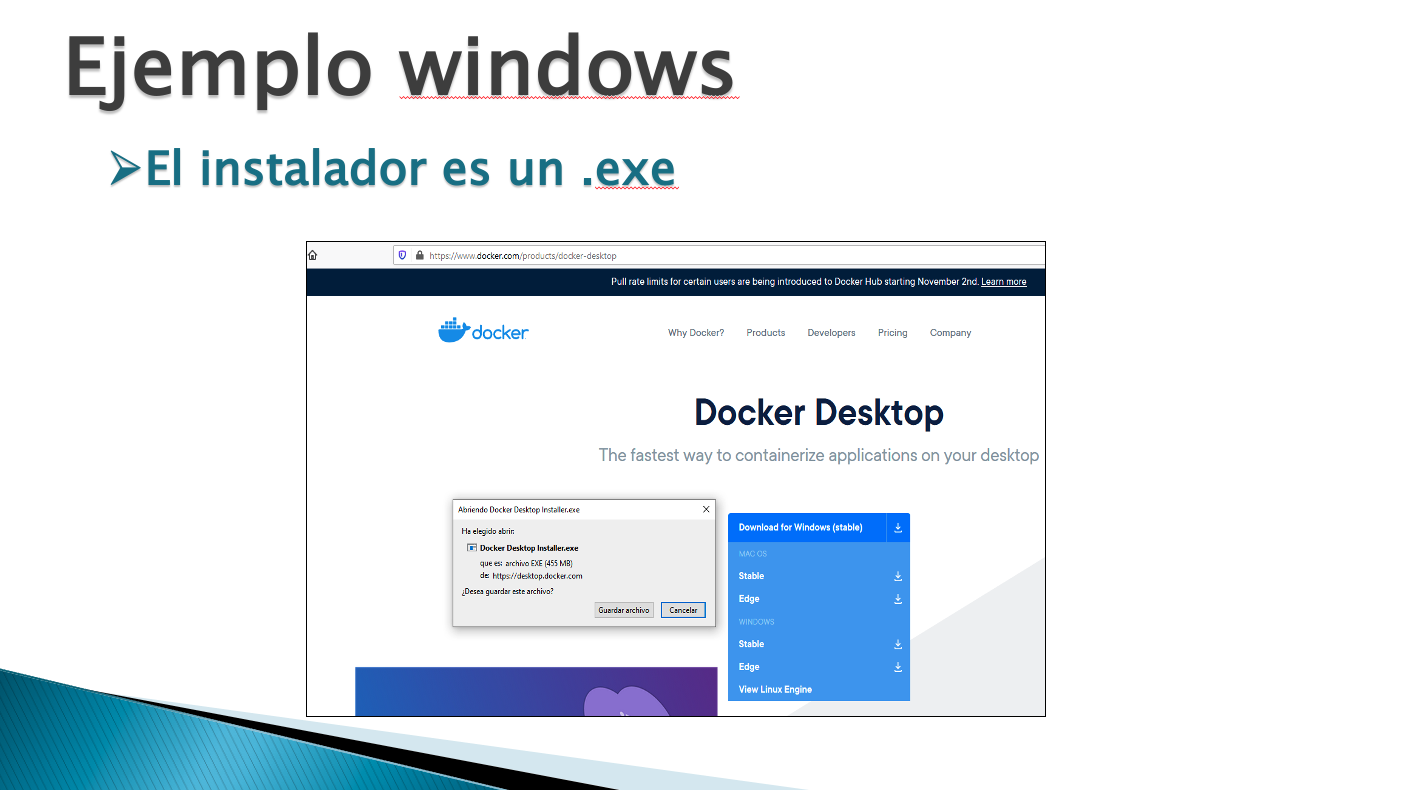 Ejemplo windows
➢El instalador es un .exe
https://www.docker.com/products/docker-desktop
Pull rate limits for certain users are being introduced to Docker Hub starting November 2nd. Learn more
docker
Why Docker? Products Developers Pricing Company
Docker Desktop
The fastest way to containerize applications on your desktop
Abriendo Docker Desktop Installer.exe
Ha elegido abrir:
Docker Desktop Installer.exe
que es: archivo EXE (455 MB)
de: https://desktop.docker.com
¿Desea guardar este archivo?
Guardar archivo Cancelar
Download for Windows (stable)
MAC OS
Stable
Edge
WINDOWS
Stable
Edge
View Linux Engine